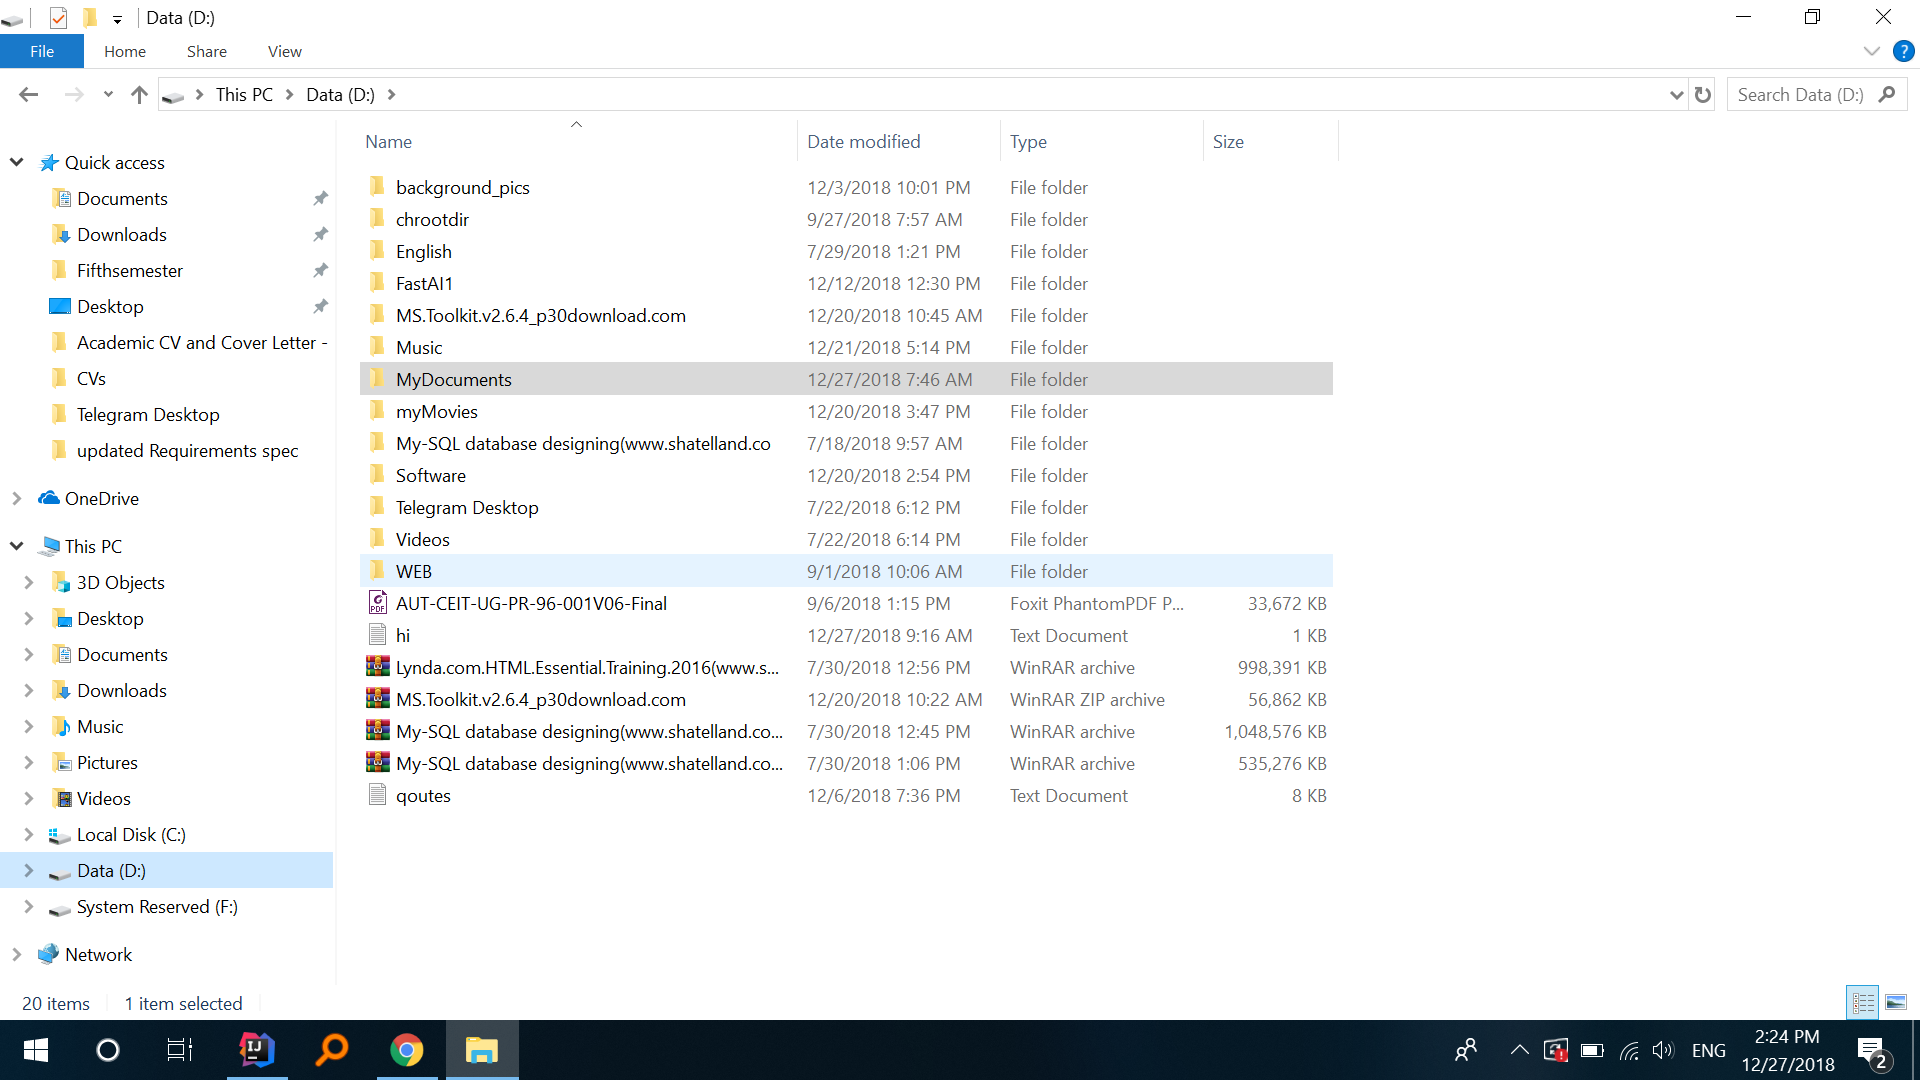 Data (D:)
File Home Share View
This PC Data (D:) Search Data (D:)
Name Date modified Type Size
Quick access
Documents
Downloads
Fifthsemester
Desktop
Academic CV and Cover Letter -
CVs
Telegram Desktop
updated Requirements spec
OneDrive
This PC
3D Objects
Desktop
Documents
Downloads
Music
Pictures
Videos
Local Disk (C:)
Data (D:)
System Reserved (F:)
Network
background_pics 12/3/2018 10:01 PM File folder
chrootdir 9/27/2018 7:57 AM File folder
English 7/29/2018 1:21 PM File folder
FastAI1 12/12/2018 12:30 PM File folder
MS.Toolkit.v2.6.4_p30download.com 12/20/2018 10:45 AM File folder
Music 12/21/2018 5:14 PM File folder
MyDocuments 12/27/2018 7:46 AM File folder
myMovies 12/20/2018 3:47 PM File folder
My-SQL database designing(www.shatelland.co 7/18/2018 9:57 AM File folder
Software 12/20/2018 2:54 PM File folder
Telegram Desktop 7/22/2018 6:12 PM File folder
Videos 7/22/2018 6:14 PM File folder
WEB 9/1/2018 10:06 AM File folder
AUT-CEIT-UG-PR-96-001V06-Final 9/6/2018 1:15 PM Foxit PhantomPDF P... 33,672 KB
hi 12/27/2018 9:16 AM Text Document 1 KB
Lynda.com.HTML.Essential.Training.2016(www.s... 7/30/2018 12:56 PM WinRAR archive 998,391 KB
MS.Toolkit.v2.6.4_p30download.com 12/20/2018 10:22 AM WinRAR ZIP archive 56,862 KB
My-SQL database designing(www.shatelland.co... 7/30/2018 12:45 PM WinRAR archive 1,048,576 KB
My-SQL database designing(www.shatelland.co... 7/30/2018 1:06 PM WinRAR archive 535,276 KB
qoutes 12/6/2018 7:36 PM Text Document 8 KB
20 items 1 item selected
IJ
ENG
2:24 PM
12/27/2018
2